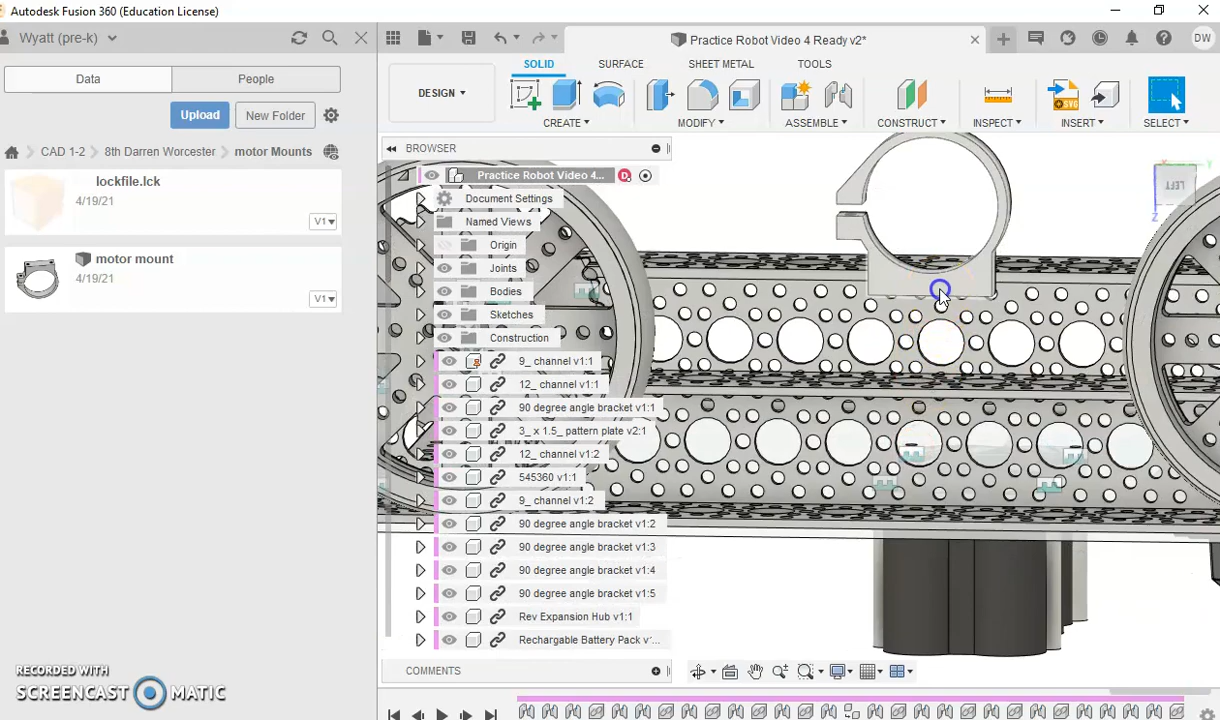 Autodesk Fusion 360 (Education License)
Wyatt (pre-k)
Practice Robot Video 4 Ready v2*
DW
Data
People
SOLID
SURFACE
SHEET METAL
TOOLS
Upload
New Folder
DESIGN
CREATE
MODIFY
ASSEMBLE
CONSTRUCT
INSPECT
INSERT
SELECT
CAD 1-2
8th Darren Worcester
motor Mounts
BROWSER
lockfile.lck
4/19/21
V1
motor mount
4/19/21
V1
Practice Robot Video 4...
Document Settings
Named Views
Origin
Joints
Bodies
Sketches
Construction
9_ channel v1:1
12_ channel v1:1
90 degree angle bracket v1:1
3_ x 1.5_ pattern plate v2:1
12_ channel v1:2
545360 v1:1
9_ channel v1:2
90 degree angle bracket v1:2
90 degree angle bracket v1:3
90 degree angle bracket v1:4
90 degree angle bracket v1:5
Rev Expansion Hub v1:1
Rechargable Battery Pack v'...
LEFT
Z
COMMENTS
RECORDED WITH
SCREENCAST MATIC